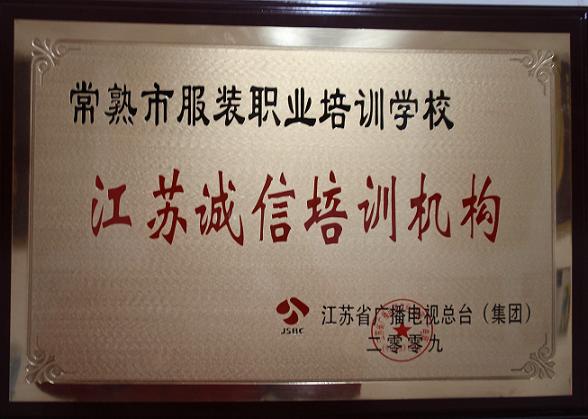 常熟市服装职业培训学校
江苏诚信培训机构
JSBC 江苏省广播电视总台（集团）
二零零九